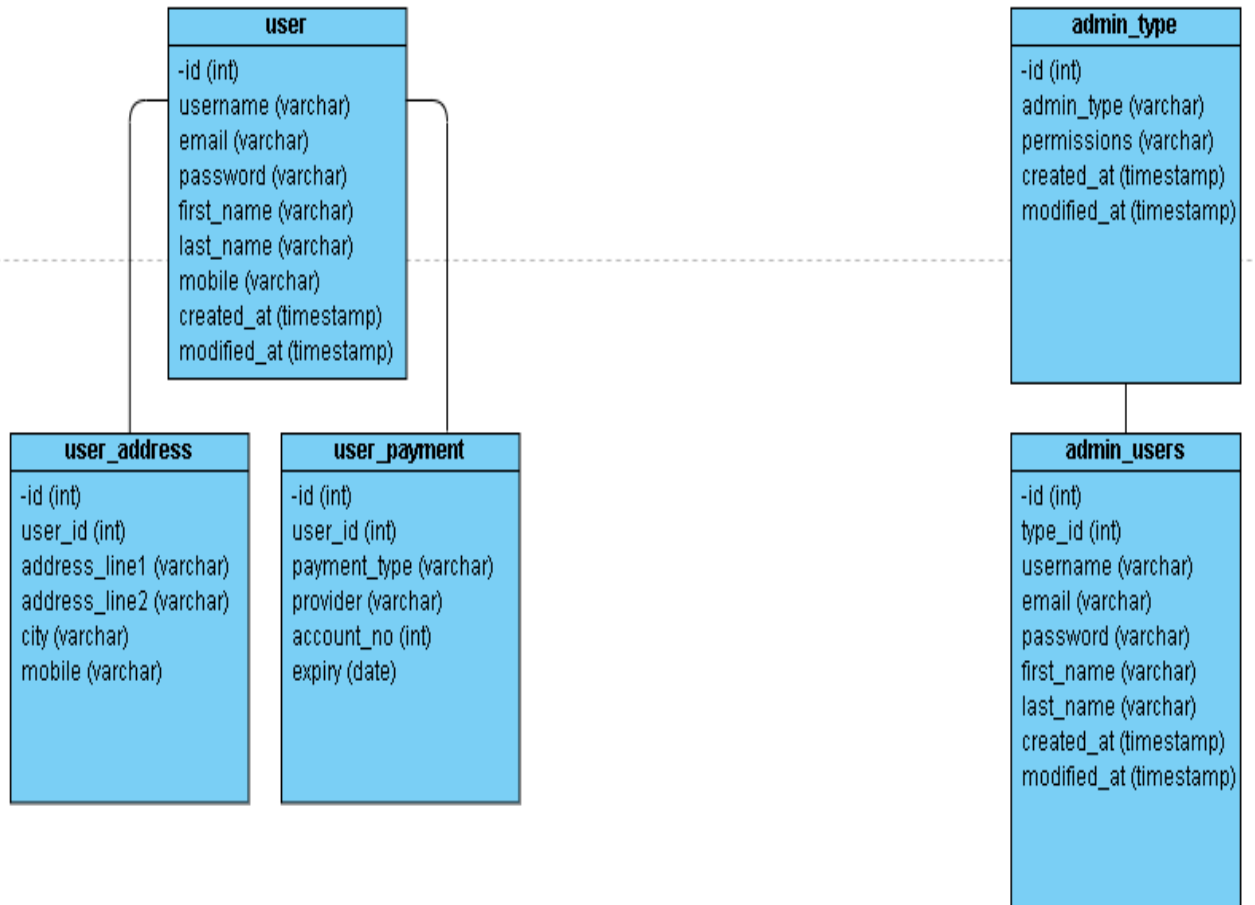 user
-id (int)
username (varchar)
email (varchar)
password (varchar)
first_name (varchar)
last_name (varchar)
mobile (varchar)
created_at (timestamp)
modified_at (timestamp)
admin_type
-id (int)
admin_type (varchar)
permissions (varchar)
created_at (timestamp)
modified_at (timestamp)
user_address
-id (int)
user_id (int)
address_line1 (varchar)
address_line2 (varchar)
city (varchar)
mobile (varchar)
user_payment
-id (int)
user_id (int)
payment_type (varchar)
provider (varchar)
account_no (int)
expiry (date)
admin_users
-id (int)
type_id (int)
username (varchar)
email (varchar)
password (varchar)
first_name (varchar)
last_name (varchar)
created_at (timestamp)
modified_at (timestamp)